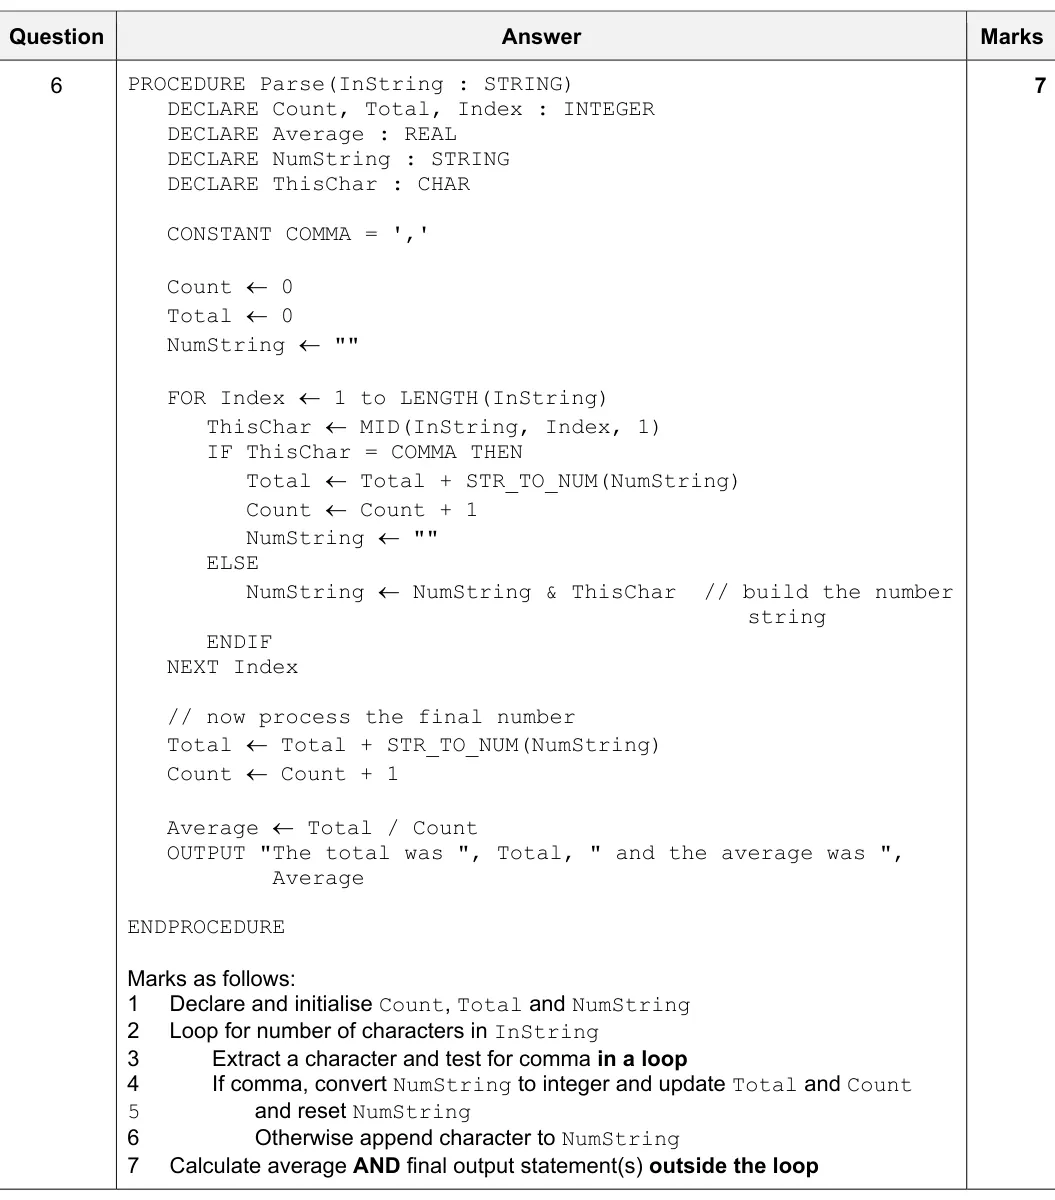 Question Answer Marks
6 PROCEDURE Parse(InString : STRING) 7
DECLARE Count, Total, Index : INTEGER
DECLARE Average : REAL
DECLARE NumString : STRING
DECLARE ThisChar : CHAR
CONSTANT COMMA = ','
Count ← 0
Total ← 0
NumString ← ""
FOR Index ← 1 to LENGTH(InString)
ThisChar ← MID(InString, Index, 1)
IF ThisChar = COMMA THEN
Total ← Total + STR_TO_NUM(NumString)
Count ← Count + 1
NumString ← ""
ELSE
NumString ← NumString & ThisChar // build the number
string
ENDIF
NEXT Index
// now process the final number
Total ← Total + STR_TO_NUM(NumString)
Count ← Count + 1
Average ← Total / Count
OUTPUT "The total was ", Total, " and the average was ",
Average
ENDPROCEDURE
Marks as follows:
1 Declare and initialise Count, Total and NumString
2 Loop for number of characters in InString
3 Extract a character and test for comma in a loop
4 If comma, convert NumString to integer and update Total and Count
5 and reset NumString
6 Otherwise append character to NumString
7 Calculate average AND final output statement(s) outside the loop